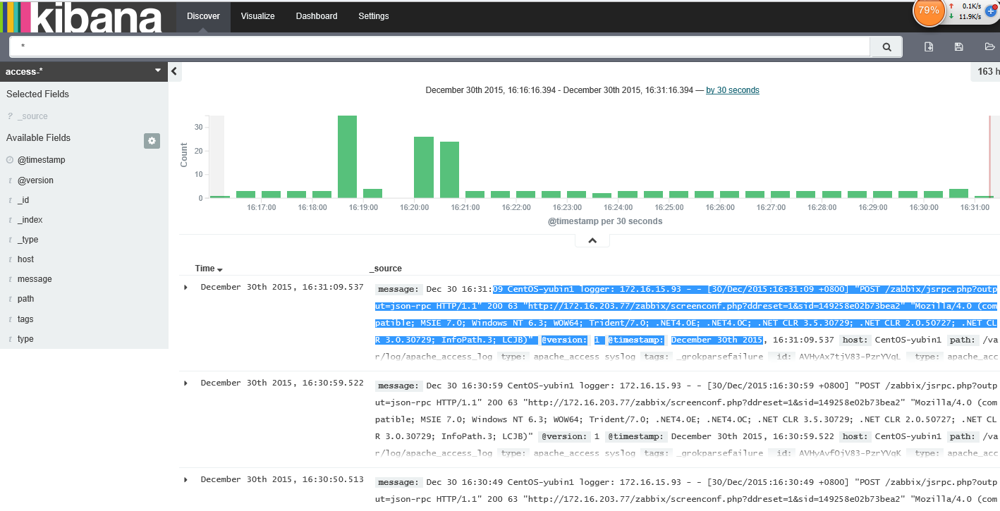 kibana
Discover Visualize Dashboard Settings
79% 0.1K/s
11.9K/s
*
access-*
163 h
Selected Fields
? _source
Available Fields
@timestamp
t @version
t _id
t _index
t _type
t host
t message
t path
t tags
t type
December 30th 2015, 16:16:16.394 - December 30th 2015, 16:31:16.394 — by 30 seconds
Count
30
20
10
0
16:17:00 16:18:00 16:19:00 16:20:00 16:21:00 16:22:00 16:23:00 16:24:00 16:25:00 16:26:00 16:27:00 16:28:00 16:29:00 16:30:00 16:31:00
@timestamp per 30 seconds
Time _source
December 30th 2015, 16:31:09.537 message: Dec 30 16:31:09 CentOS-yubin1 logger: 172.16.15.93 - - [30/Dec/2015:16:31:09 +0800] "POST /zabbix/jsrpc.php?outp
ut=json-rpc HTTP/1.1" 200 63 "http://172.16.203.77/zabbix/screenconf.php?ddreset=1&sid=149258e02b73bea2" "Mozilla/4.0 (com
patible; MSIE 7.0; Windows NT 6.3; WOW64; Trident/7.0; .NET4.0E; .NET4.0C; .NET CLR 3.5.30729; .NET CLR 2.0.50727; .NET CL
R 3.0.30729; InfoPath.3; LCJB)" @version: 1 @timestamp: December 30th 2015, 16:31:09.537 host: CentOS-yubin1 path: /va
r/log/apache_access_log type: apache_access syslog tags: _grokparsefailure _id: AVHyAx7tjV83-PzrYVqL _type: apache_acc
December 30th 2015, 16:30:59.522 message: Dec 30 16:30:59 CentOS-yubin1 logger: 172.16.15.93 - - [30/Dec/2015:16:30:59 +0800] "POST /zabbix/jsrpc.php?outp
ut=json-rpc HTTP/1.1" 200 63 "http://172.16.203.77/zabbix/screenconf.php?ddreset=1&sid=149258e02b73bea2" "Mozilla/4.0 (com
patible; MSIE 7.0; Windows NT 6.3; WOW64; Trident/7.0; .NET4.0E; .NET4.0C; .NET CLR 3.5.30729; .NET CLR 2.0.50727; .NET CL
R 3.0.30729; InfoPath.3; LCJB)" @version: 1 @timestamp: December 30th 2015, 16:30:59.522 host: CentOS-yubin1 path: /va
r/log/apache_access_log type: apache_access syslog tags: _grokparsefailure _id: AVHyAvfOjV83-PzrYVqK _type: apache_acc
December 30th 2015, 16:30:50.513 message: Dec 30 16:30:49 CentOS-yubin1 logger: 172.16.15.93 - - [30/Dec/2015:16:30:49 +0800] "POST /zabbix/jsrpc.php?outp
ut=json-rpc HTTP/1.1" 200 63 "http://172.16.203.77/zabbix/screenconf.php?ddreset=1&sid=149258e02b73bea2" "Mozilla/4.0 (com